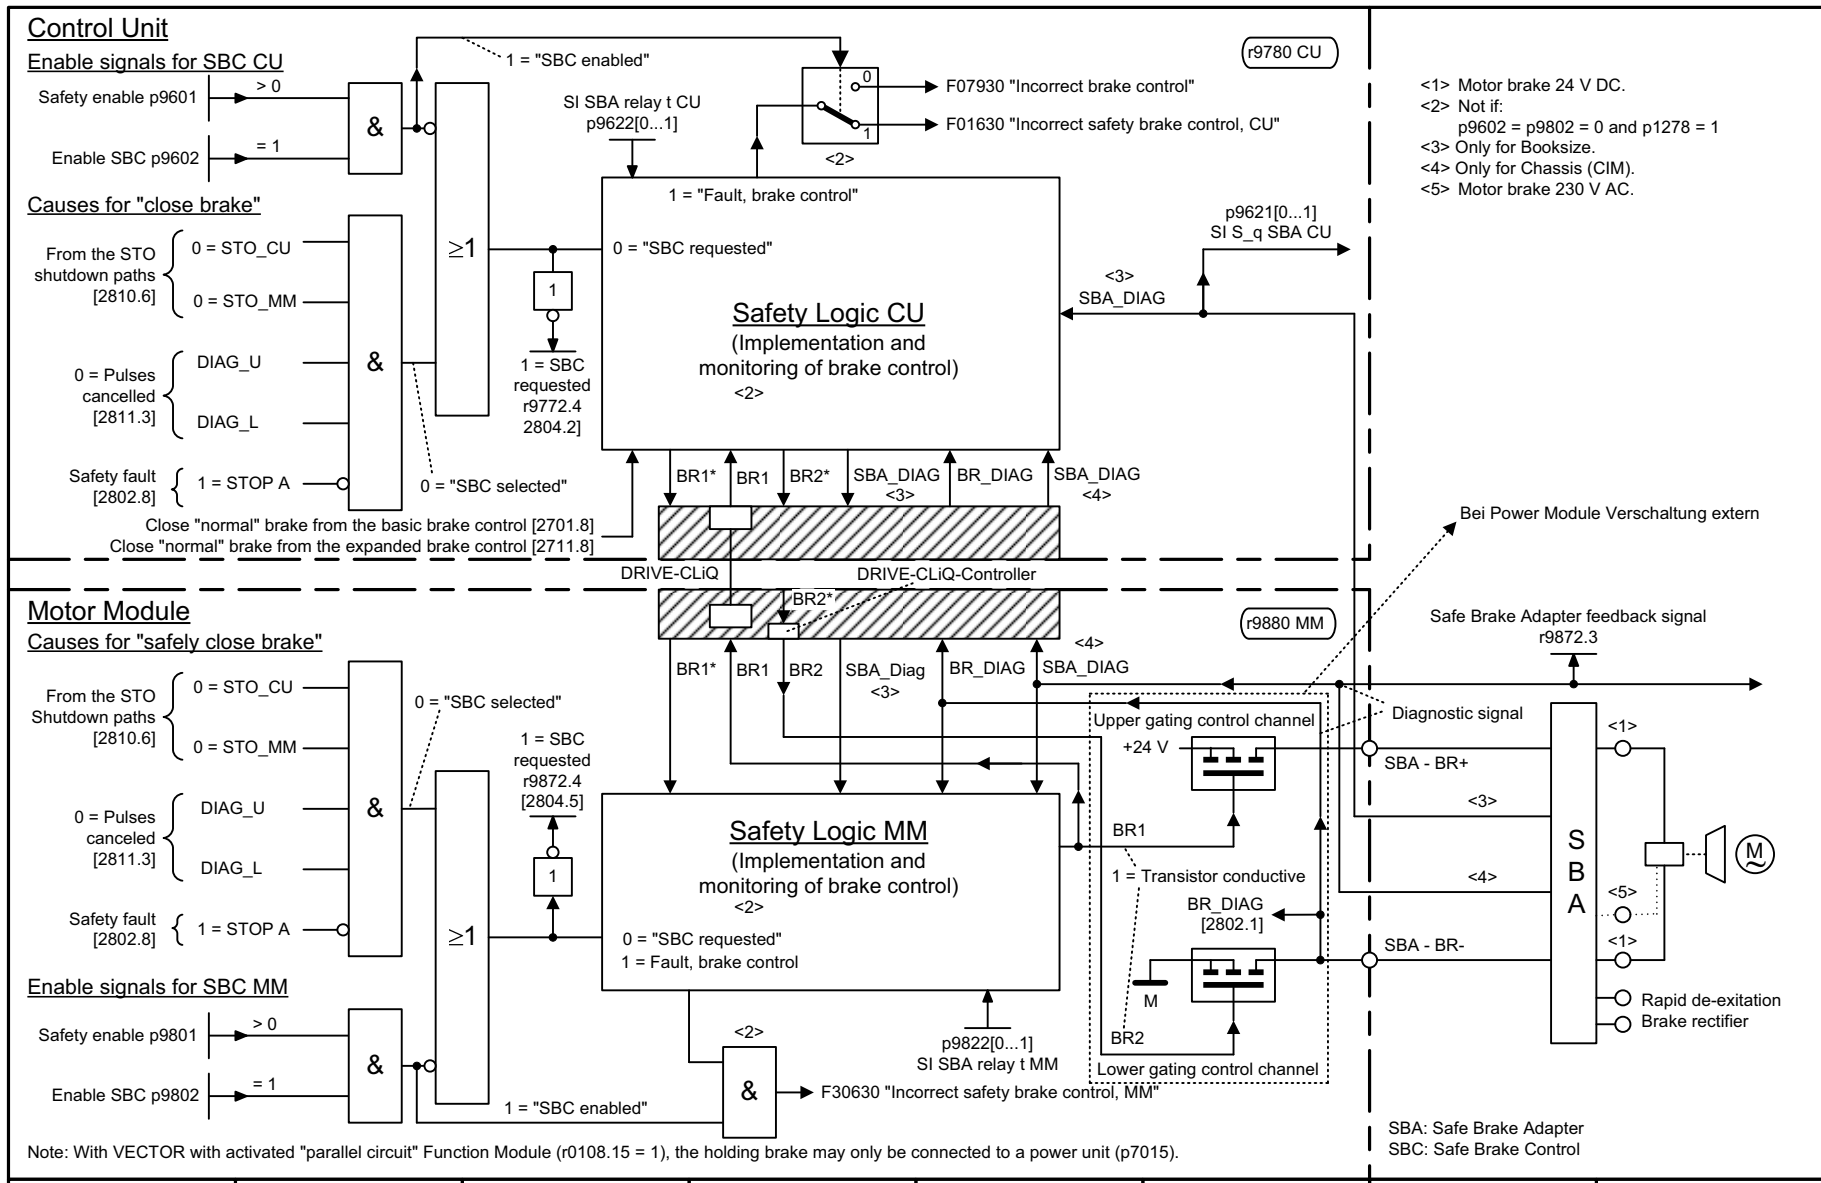 Control Unit
Enable signals for SBC CU
Safety enable p9601
> 0
Enable SBC p9602
= 1
&
1 = "SBC enabled"
Causes for "close brake"
From the STO
shutdown paths
[2810.6]
0 = STO_CU
0 = STO_MM
0 = Pulses
cancelled
[2811.3]
DIAG_U
DIAG_L
Safety fault
[2802.8]
1 = STOP A
&
≥1
0 = "SBC selected"
1
1 = SBC
requested
r9772.4
2804.2]
SI SBA relay t CU
p9622[0...1]
0
1
<2>
F07930 "Incorrect brake control"
F01630 "Incorrect safety brake control, CU"
r9780 CU
1 = "Fault, brake control"
0 = "SBC requested"
Safety Logic CU
(Implementation and
monitoring of brake control)
<2>
p9621[0...1]
SI S_q SBA CU
<3>
SBA_DIAG
<1> Motor brake 24 V DC.
<2> Not if:
p9602 = p9802 = 0 and p1278 = 1
<3> Only for Booksize.
<4> Only for Chassis (CIM).
<5> Motor brake 230 V AC.
BR1*
BR1
BR2*
SBA_DIAG
<3>
BR_DIAG
SBA_DIAG
<4>
Close "normal" brake from the basic brake control [2701.8]
Close "normal" brake from the expanded brake control [2711.8]
Bei Power Module Verschaltung extern
DRIVE-CLiQ
DRIVE-CLiQ-Controller
BR2*
Motor Module
Causes for "safely close brake"
From the STO
Shutdown paths
[2810.6]
0 = STO_CU
0 = STO_MM
0 = Pulses
canceled
[2811.3]
DIAG_U
DIAG_L
Safety fault
[2802.8]
1 = STOP A
&
0 = "SBC selected"
≥1
1 = SBC
requested
r9872.4
[2804.5]
1
BR1*
BR1
BR2
SBA_Diag
<3>
BR_DIAG
<4>
SBA_DIAG
r9880 MM
Safe Brake Adapter feedback signal
r9872.3
Upper gating control channel
+24 V
Diagnostic signal
SBA - BR+
<1>
<3>
Safety Logic MM
(Implementation and
monitoring of brake control)
<2>
0 = "SBC requested"
1 = Fault, brake control
BR1
1 = Transistor conductive
BR_DIAG
[2802.1]
M
BR2
Lower gating control channel
<4>
SBA - BR-
S
B
A
<5>
<1>
M
~
Rapid de-exitation
Brake rectifier
Enable signals for SBC MM
Safety enable p9801
> 0
Enable SBC p9802
= 1
&
1 = "SBC enabled"
<2>
&
p9822[0...1]
SI SBA relay t MM
F30630 "Incorrect safety brake control, MM"
SBA: Safe Brake Adapter
SBC: Safe Brake Control
Note: With VECTOR with activated "parallel circuit" Function Module (r0108.15 = 1), the holding brake may only be connected to a power unit (p7015).